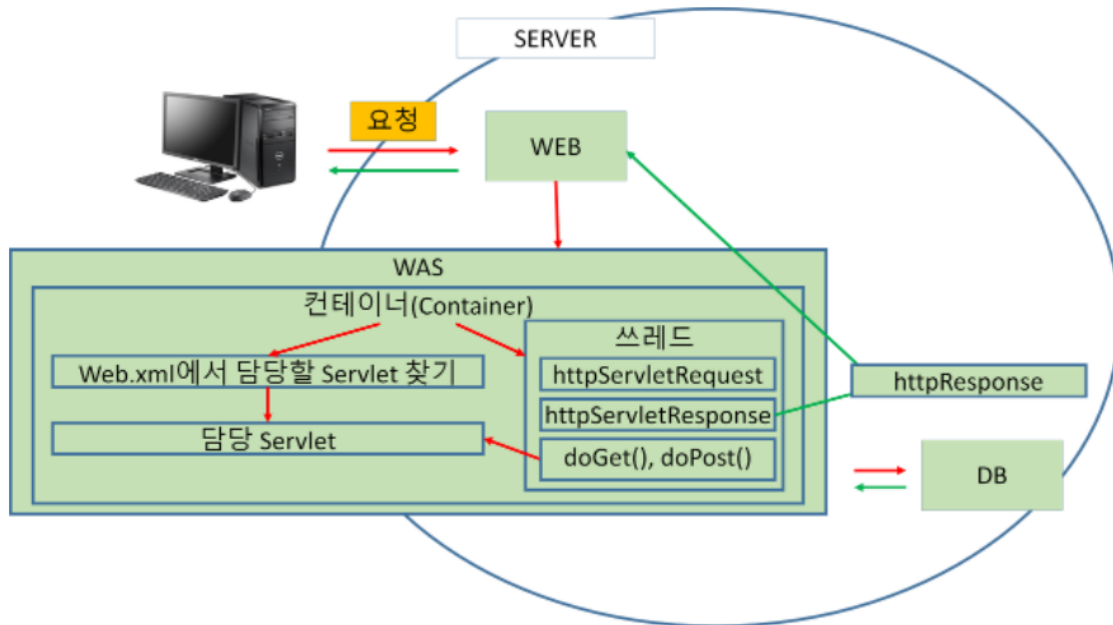 SERVER
요청
WEB
WAS
컨테이너(Container)
쓰레드
Web.xml에서 담당할 Servlet 찾기
httpServletRequest
httpResponse
httpServletResponse
담당 Servlet
doGet(), doPost()
DB